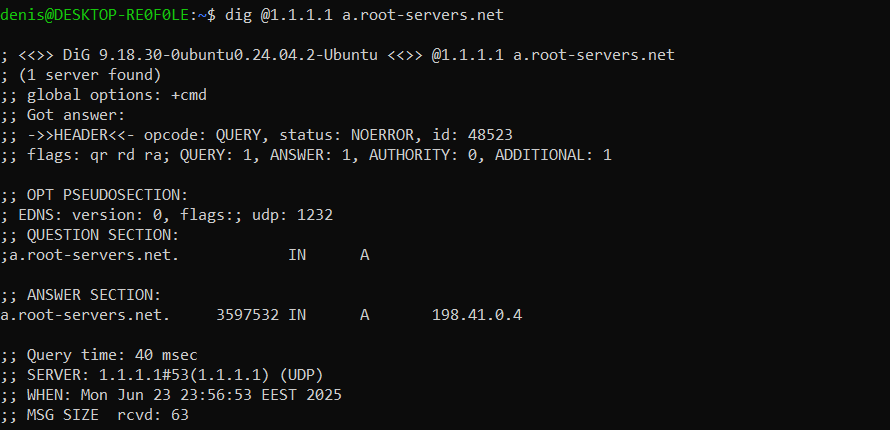 denis@DESKTOP-RE0F0LE:~$ dig @1.1.1.1 a.root-servers.net
; <<>> DiG 9.18.30-0ubuntu0.24.04.2-Ubuntu <<>> @1.1.1.1 a.root-servers.net
; (1 server found)
;; global options: +cmd
;; Got answer:
;; ->>HEADER<<- opcode: QUERY, status: NOERROR, id: 48523
;; flags: qr rd ra; QUERY: 1, ANSWER: 1, AUTHORITY: 0, ADDITIONAL: 1
;; OPT PSEUDOSECTION:
; EDNS: version: 0, flags:; udp: 1232
;; QUESTION SECTION:
;a.root-servers.net. IN A
;; ANSWER SECTION:
a.root-servers.net. 3597532 IN A 198.41.0.4
;; Query time: 40 msec
;; SERVER: 1.1.1.1#53(1.1.1.1) (UDP)
;; WHEN: Mon Jun 23 23:56:53 EEST 2025
;; MSG SIZE rcvd: 63